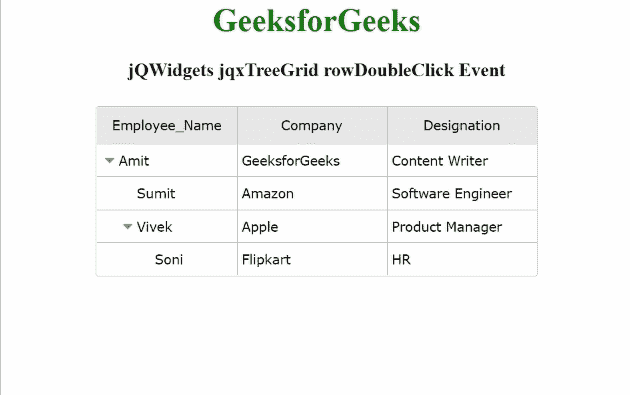 GeeksforGeeks
jQWidgets jqxTreeGrid rowDoubleClick Event
Employee_Name Company Designation
Amit GeeksforGeeks Content Writer
Sumit Amazon Software Engineer
Vivek Apple Product Manager
Soni Flipkart HR